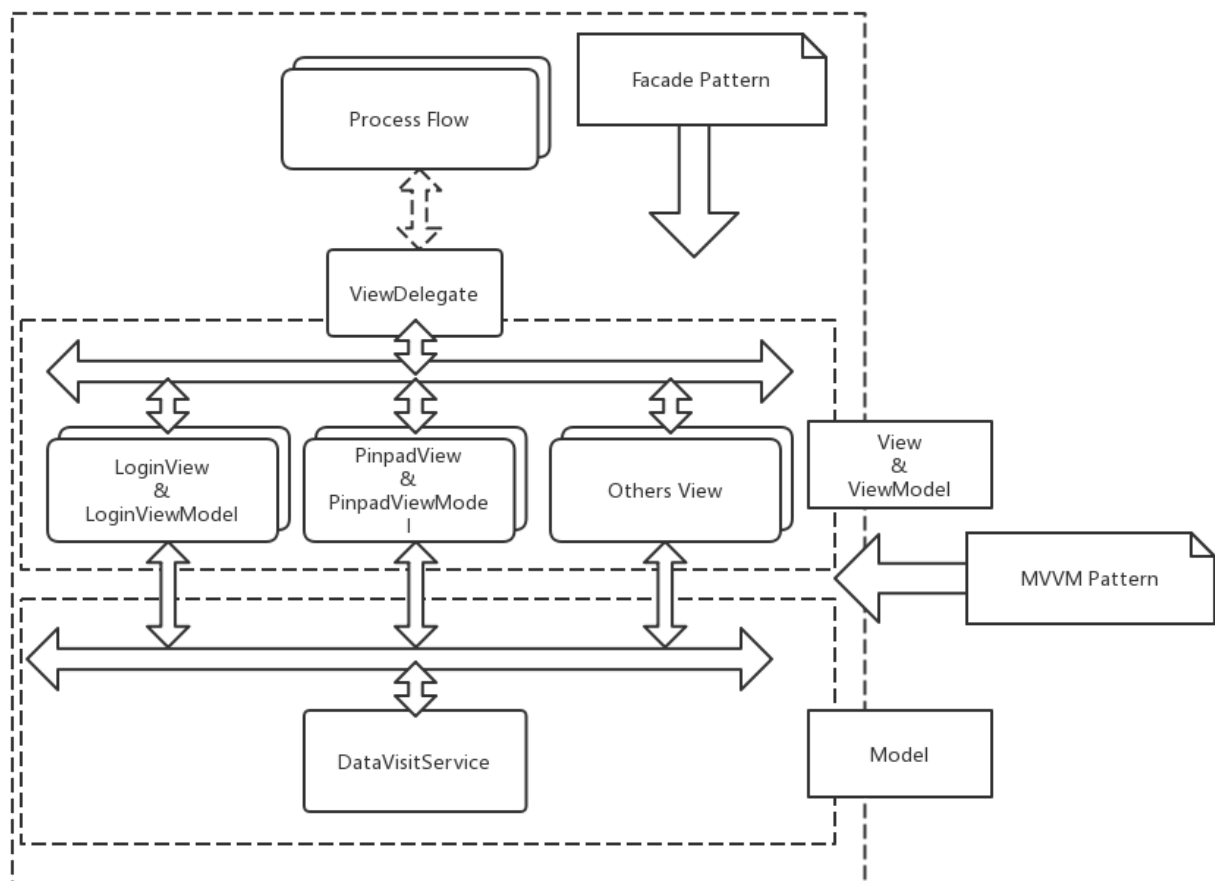 Process Flow
Facade Pattern
ViewDelegate
LoginView
&
LoginViewModel
PinpadView
&
PinpadViewMode
l
Others View
View
&
ViewModel
MVVM Pattern
DataVisitService
Model